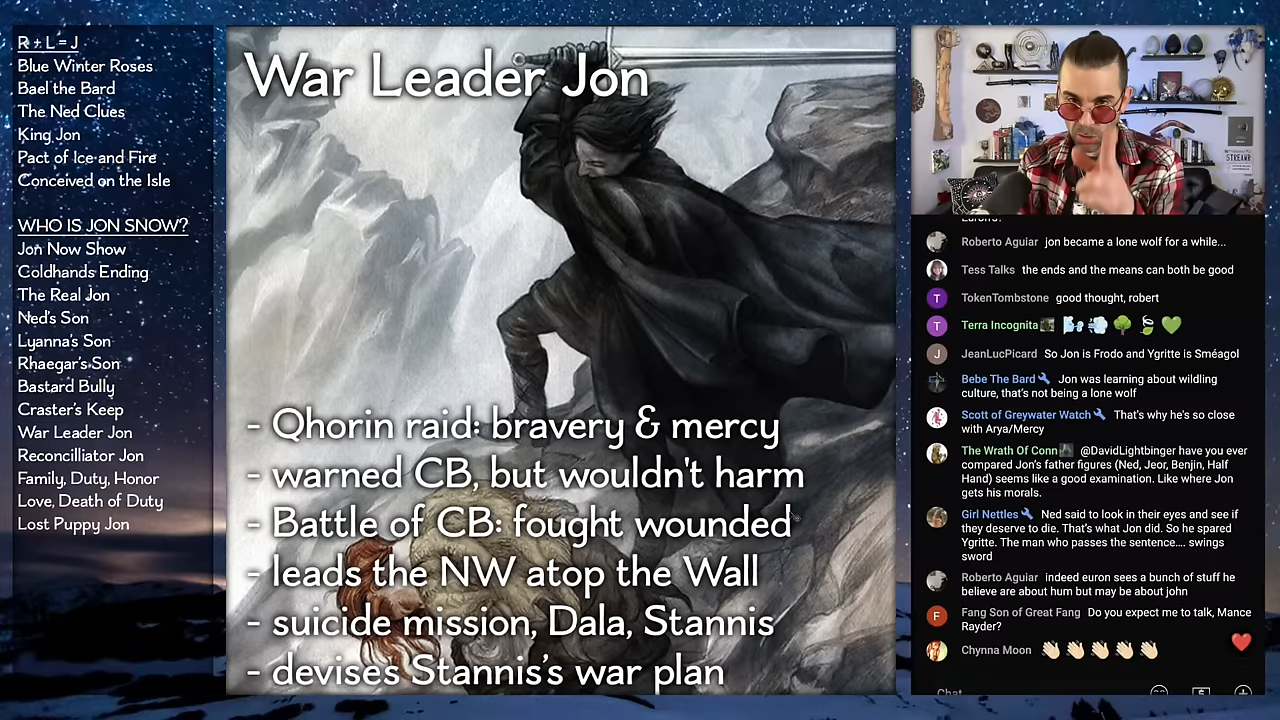 R + L = J
Blue Winter Roses
Bael the Bard
The Ned Clues
King Jon
Pact of Ice and Fire
Conceived on the Isle
WHO IS JON SNOW?
Jon Now Show
Coldhands Ending
The Real Jon
Ned's Son
Lyanna's Son
Rhaegar's Son
Bastard Bully
Craster's Keep
War Leader Jon
Reconcilliator Jon
Family, Duty, Honor
Love, Death of Duty
Lost Puppy Jon
War Leader Jon
- Qhorin raid: bravery & mercy
- warned CB, but wouldn't harm
- Battle of CB: fought wounded
- leads the NW atop the Wall
- suicide mission, Dala, Stannis
- devises Stannis's war plan
Roberto Aguiar jon became a lone wolf for a while...
Tess Talks the ends and the means can both be good
T TokenTombstone good thought, robert
T Terra Incognita 🌬️ 💨 🌳 🍃 💚
J JeanLucPicard So Jon is Frodo and Ygritte is Sméagol
Bebe The Bard Jon was learning about wildling
culture, that's not being a lone wolf
Scott of Greywater Watch That's why he's so close
with Arya/Mercy
The Wrath Of Conn @DavidLightbinger have you ever
compared Jon's father figures (Ned, Jeor, Benjin, Half
Hand) seems like a good examination. Like where Jon
gets his morals.
Girl Nettles Ned said to look in their eyes and see if
they deserve to die. That's what Jon did. So he spared
Ygritte. The man who passes the sentence.... swings
sword
Roberto Aguiar indeed euron sees a bunch of stuff he
believe are about hum but may be about john
F Fang Son of Great Fang Do you expect me to talk, Mance
Rayder?
Chynna Moon 👏🏻 👏🏻 👏🏻 👏🏻 👏🏻
Chat